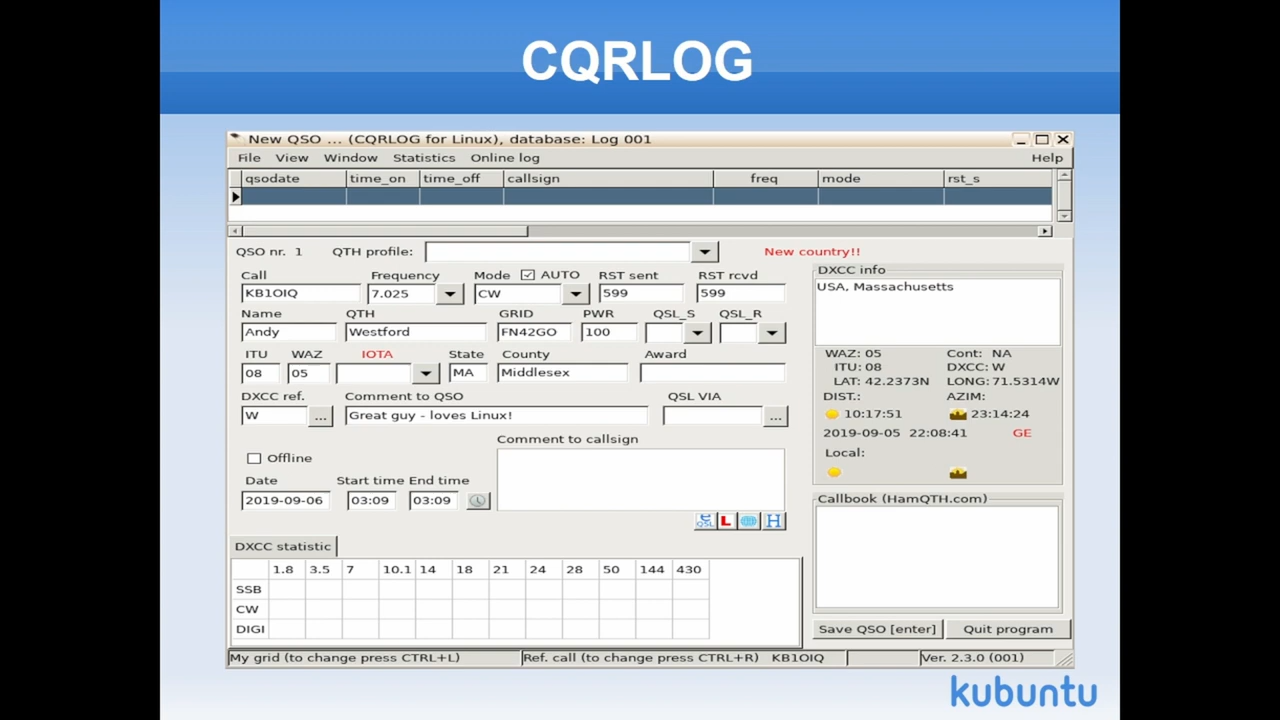 CQRLOG
New QSO ... (CQRLOG for Linux), database: Log 001
File View Window Statistics Online log Help
qsodate time_on time_off callsign freq mode rst_s
QSO nr. 1 QTH profile: New country!!
Call Frequency Mode AUTO RST sent RST rcvd
KB1OIQ 7.025 CW 599 599
Name QTH GRID PWR QSL_S QSL_R
Andy Westford FN42GO 100
ITU WAZ IOTA State County Award
08 05 MA Middlesex
DXCC ref. Comment to QSO QSL VIA
W ... Great guy - loves Linux! ...
Comment to callsign
Offline
Date Start time End time
2019-09-06 03:09 03:09
QSL L H
DXCC info
USA, Massachusetts
WAZ: 05 Cont: NA
ITU: 08 DXCC: W
LAT: 42.2373N LONG: 71.5314W
DIST.: AZIM:
10:17:51 23:14:24
2019-09-05 22:08:41 GE
Local:
Callbook (HamQTH.com)
DXCC statistic
1.8 3.5 7 10.1 14 18 21 24 28 50 144 430
SSB
CW
DIGI
Save QSO [enter] Quit program
My grid (to change press CTRL+L) Ref. call (to change press CTRL+R) KB1OIQ Ver. 2.3.0 (001)
kubuntu